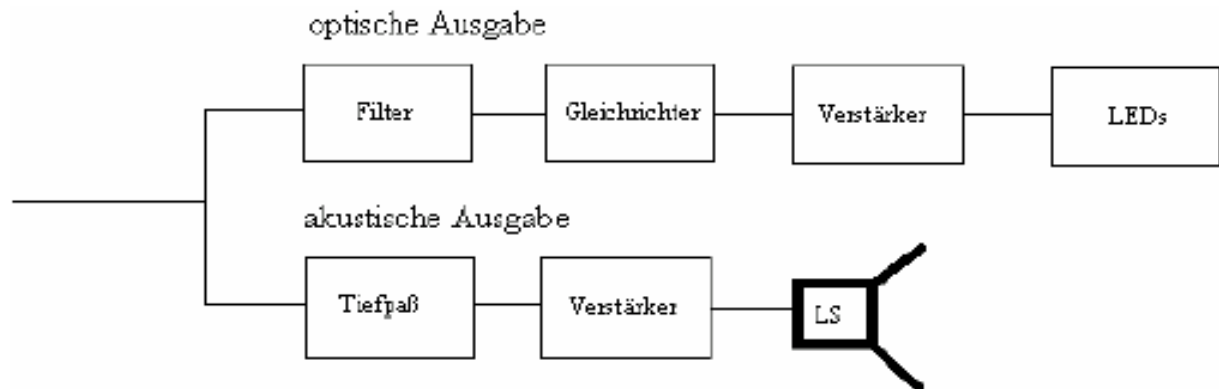 optische Ausgabe
Filter
Gleichrichter
Verstärker
LEDs
akustische Ausgabe
Tiefpaß
Verstärker
LS